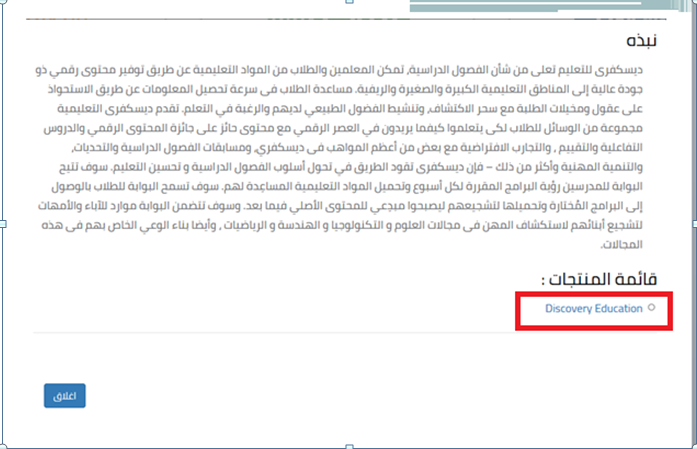 نبذه
ديسكفرى للتعليم تعلى من شأن الفصول الدراسية, تمكن المعلمين والطلاب من المواد التعليمية عن طريق توفير محتوى رقمي ذو
جودة عالية إلى المناطق التعليمية الكبيرة والصغيرة والريفية. مساعدة الطلاب فى سرعة تحصيل المعلومات عن طريق الاستحواذ
على عقول ومخيلات الطلبة مع سحر الاكتشاف, وتنشيط الفضول الطبيعي لديهم والرغبة في التعلم. تقدم ديسكفرى التعليمية
مجموعة من الوسائل للطلاب لكى يتعلموا كيفما يريدون في العصر الرقمي مع محتوى حائز على جائزة المحتوى الرقمي والدروس
التفاعلية والتقييم , والتجارب الافتراضية مع بعض من أعظم المواهب فى ديسكفري, ومسابقات الفصول الدراسية والتحديات,
والتنمية المهنية وأكثر من ذلك – فإن ديسكفرى تقود الطريق في تحول أسلوب الفصول الدراسية و تحسين التعليم. سوف تتيح
البوابة للمدرسين رؤية البرامج المقررة لكل أسبوع وتحميل المواد التعليمية المساعدة لهم. سوف تسمح البوابة للطلاب بالوصول
إلى البرامج المُختارة وتحميلها لتشجيعهم ليصبحوا مبدِعي للمحتوى الأصلي فيما بعد. وسوف تتضمن البوابة موارد للآباء والأمهات
لتشجيع أبنائهم لاستكشاف المهن فى مجالات العلوم و التكنولوجيا و الهندسة و الرياضيات , وأيضا بناء الوعي الخاص بهم فى هذه
المجالات.
قائمة المنتجات :
Discovery Education
اغلاق